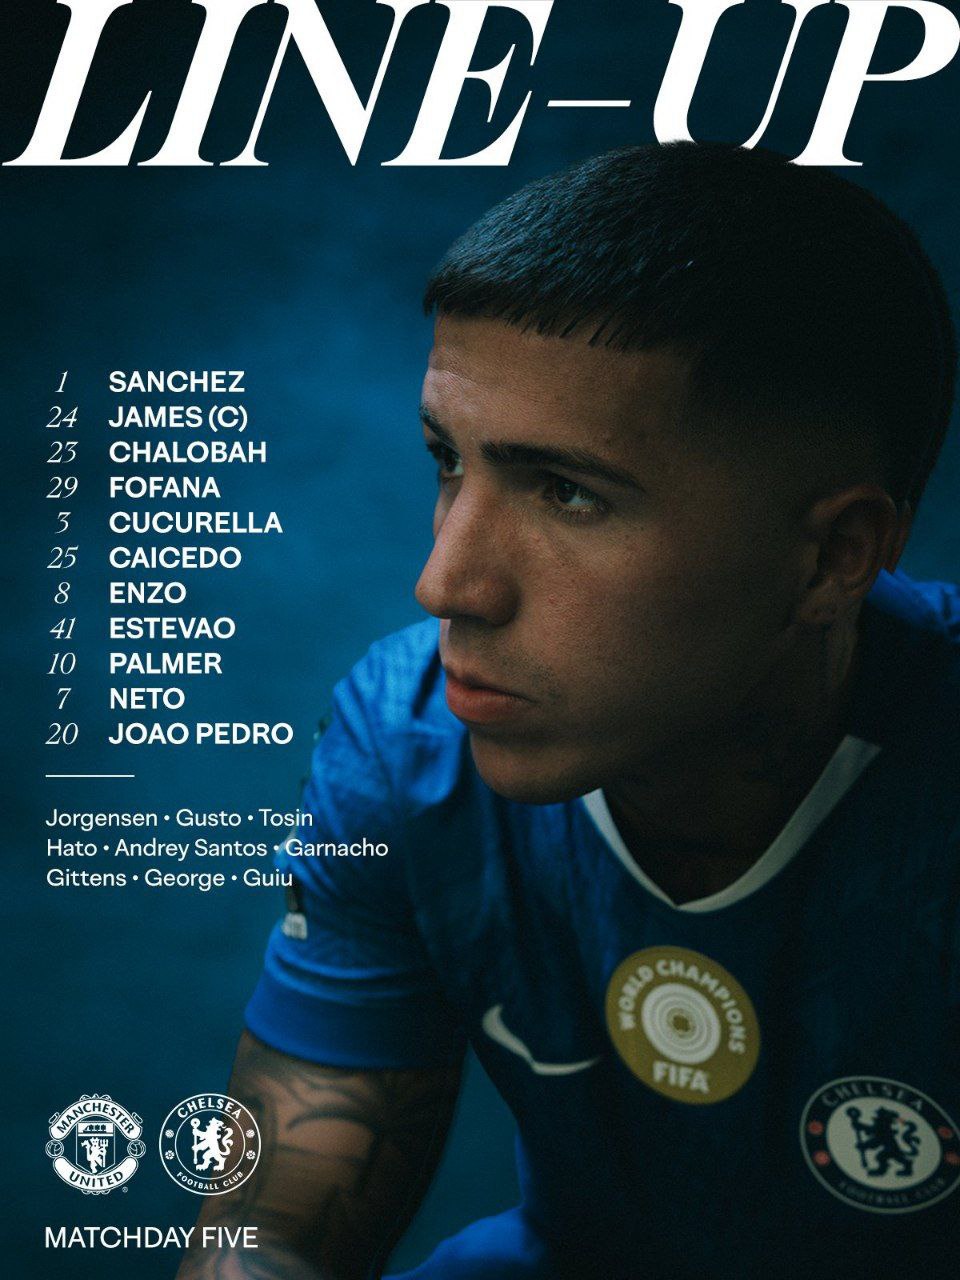 LINE-UP
1 SANCHEZ
24 JAMES (C)
23 CHALOBAH
29 FOFANA
3 CUCURELLA
25 CAICEDO
8 ENZO
41 ESTEVAO
10 PALMER
7 NETO
20 JOAO PEDRO
Jorgensen • Gusto • Tosin
Hato • Andrey Santos • Garnacho
Gittens • George • Guiu
WORLD CHAMPIONS
FIFA
CHELSEA
FOOTBALL CLUB
MANCHESTER
UNITED
CHELSEA
FOOTBALL CLUB
MATCHDAY FIVE